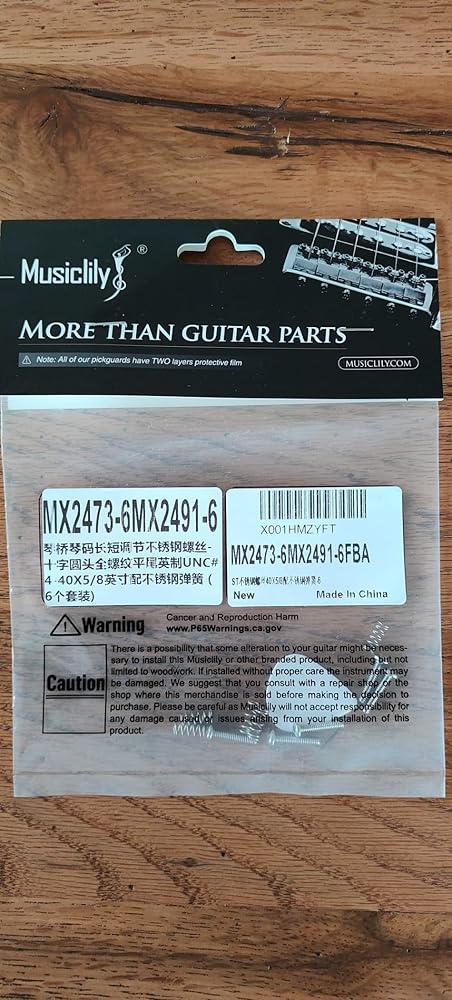 Musiclily®
MORE THAN GUITAR PARTS
Note: All of our pickguards have TWO layers protective film
MUSICLILY.COM
MX2473-6MX2491-6
琴桥琴码长短调节不锈钢螺丝-
十字圆头全螺纹平尾英制UNC#
4-40X5/8英寸配不锈钢弹簧 (
6个套装)
X001HMZYFT
MX2473-6MX2491-6FBA
New Made In China
Warning
Cancer and Reproduction Harm
www.P65Warnings.ca.gov
Caution
There is a possibility that some alteration to your guitar might be neces-
sary to install this Musiclily or other branded product, including but not
limited to woodwork. If installed without proper care the instrument may
be damaged. We suggest that you consult with a repair shop or the
shop where this merchandise is sold before making the decision to
purchase. Please be careful as Musiclily will not accept responsibility for
any damage caused or issues arising from your installation of this
product.